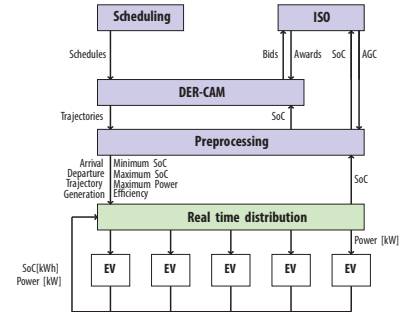 Scheduling
ISO
Schedules
Bids
Awards
SoC
AGC
DER-CAM
Trajectories
SoC
Preprocessing
Arrival
Departure
Trajectory
Generation
Minimum SoC
Maximum SoC
Maximum Power
Efficiency
SoC
Real time distribution
Power [kW]
SoC[kWh]
Power [kW]
EV
EV
EV
EV
EV